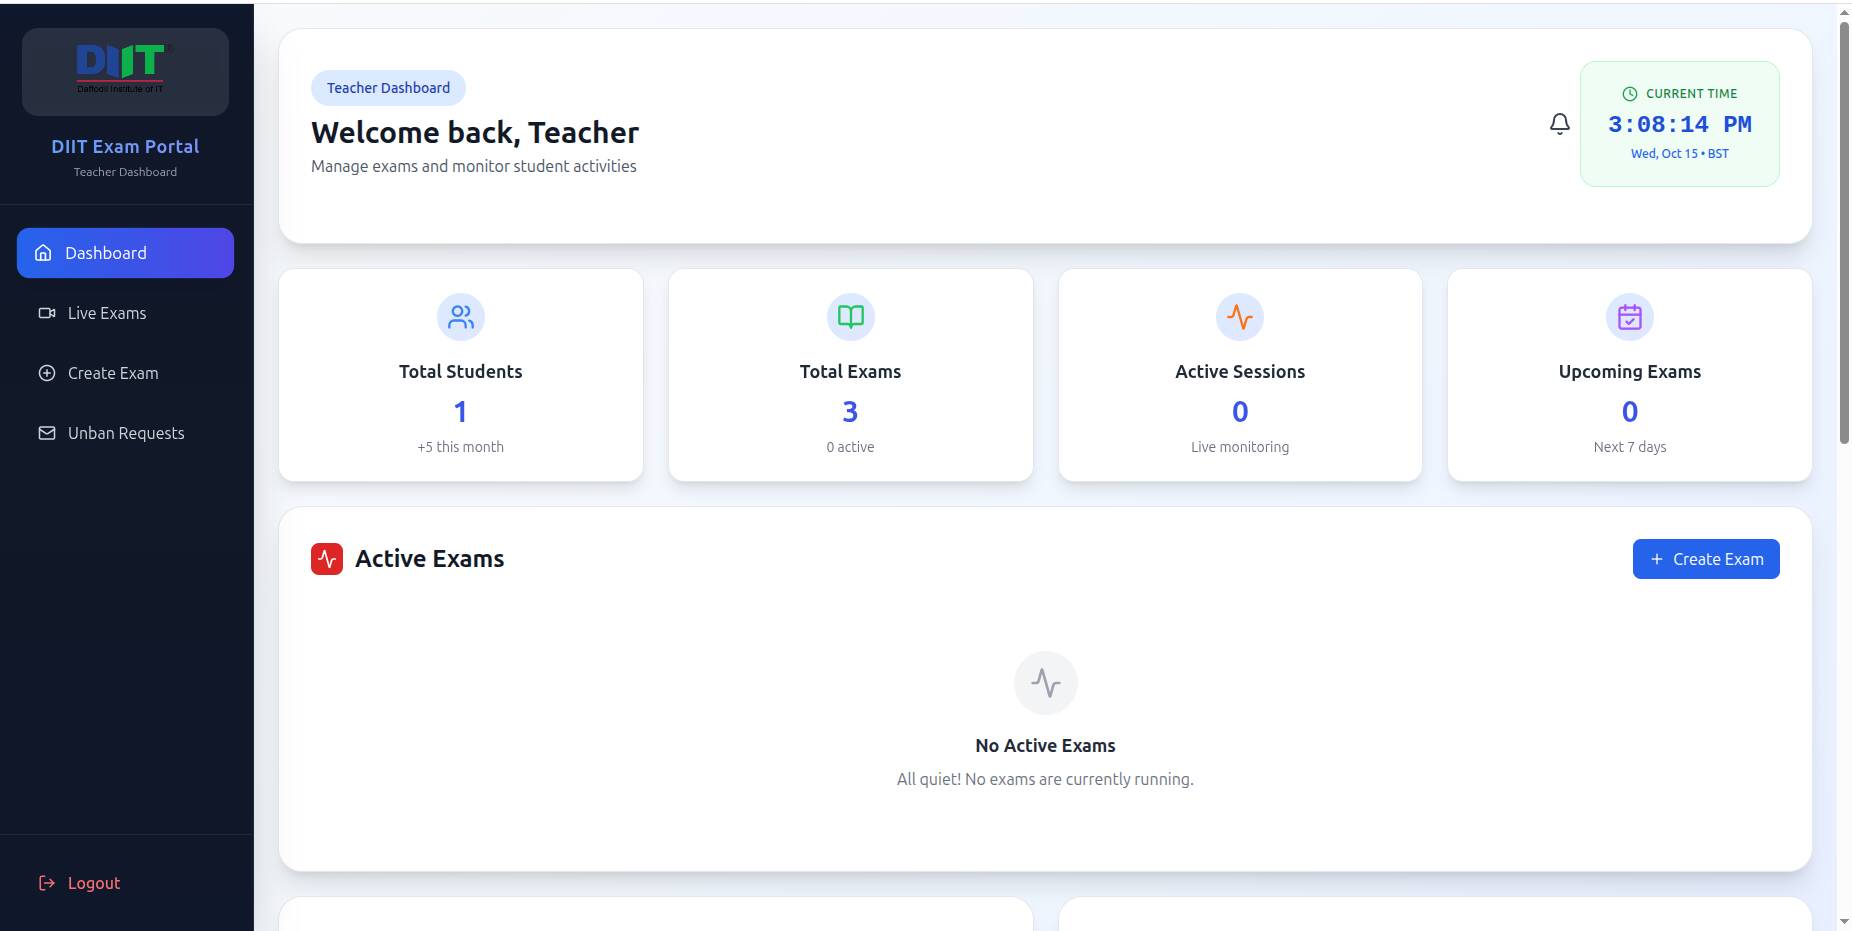 DIIT
Daffodil Institute of IT
DIIT Exam Portal
Teacher Dashboard
Dashboard
Live Exams
Create Exam
Unban Requests
Logout
Teacher Dashboard
Welcome back, Teacher
Manage exams and monitor student activities
CURRENT TIME
3:08:14 PM
Wed, Oct 15 • BST
Total Students
1
+5 this month
Total Exams
3
0 active
Active Sessions
0
Live monitoring
Upcoming Exams
0
Next 7 days
Active Exams
+ Create Exam
No Active Exams
All quiet! No exams are currently running.